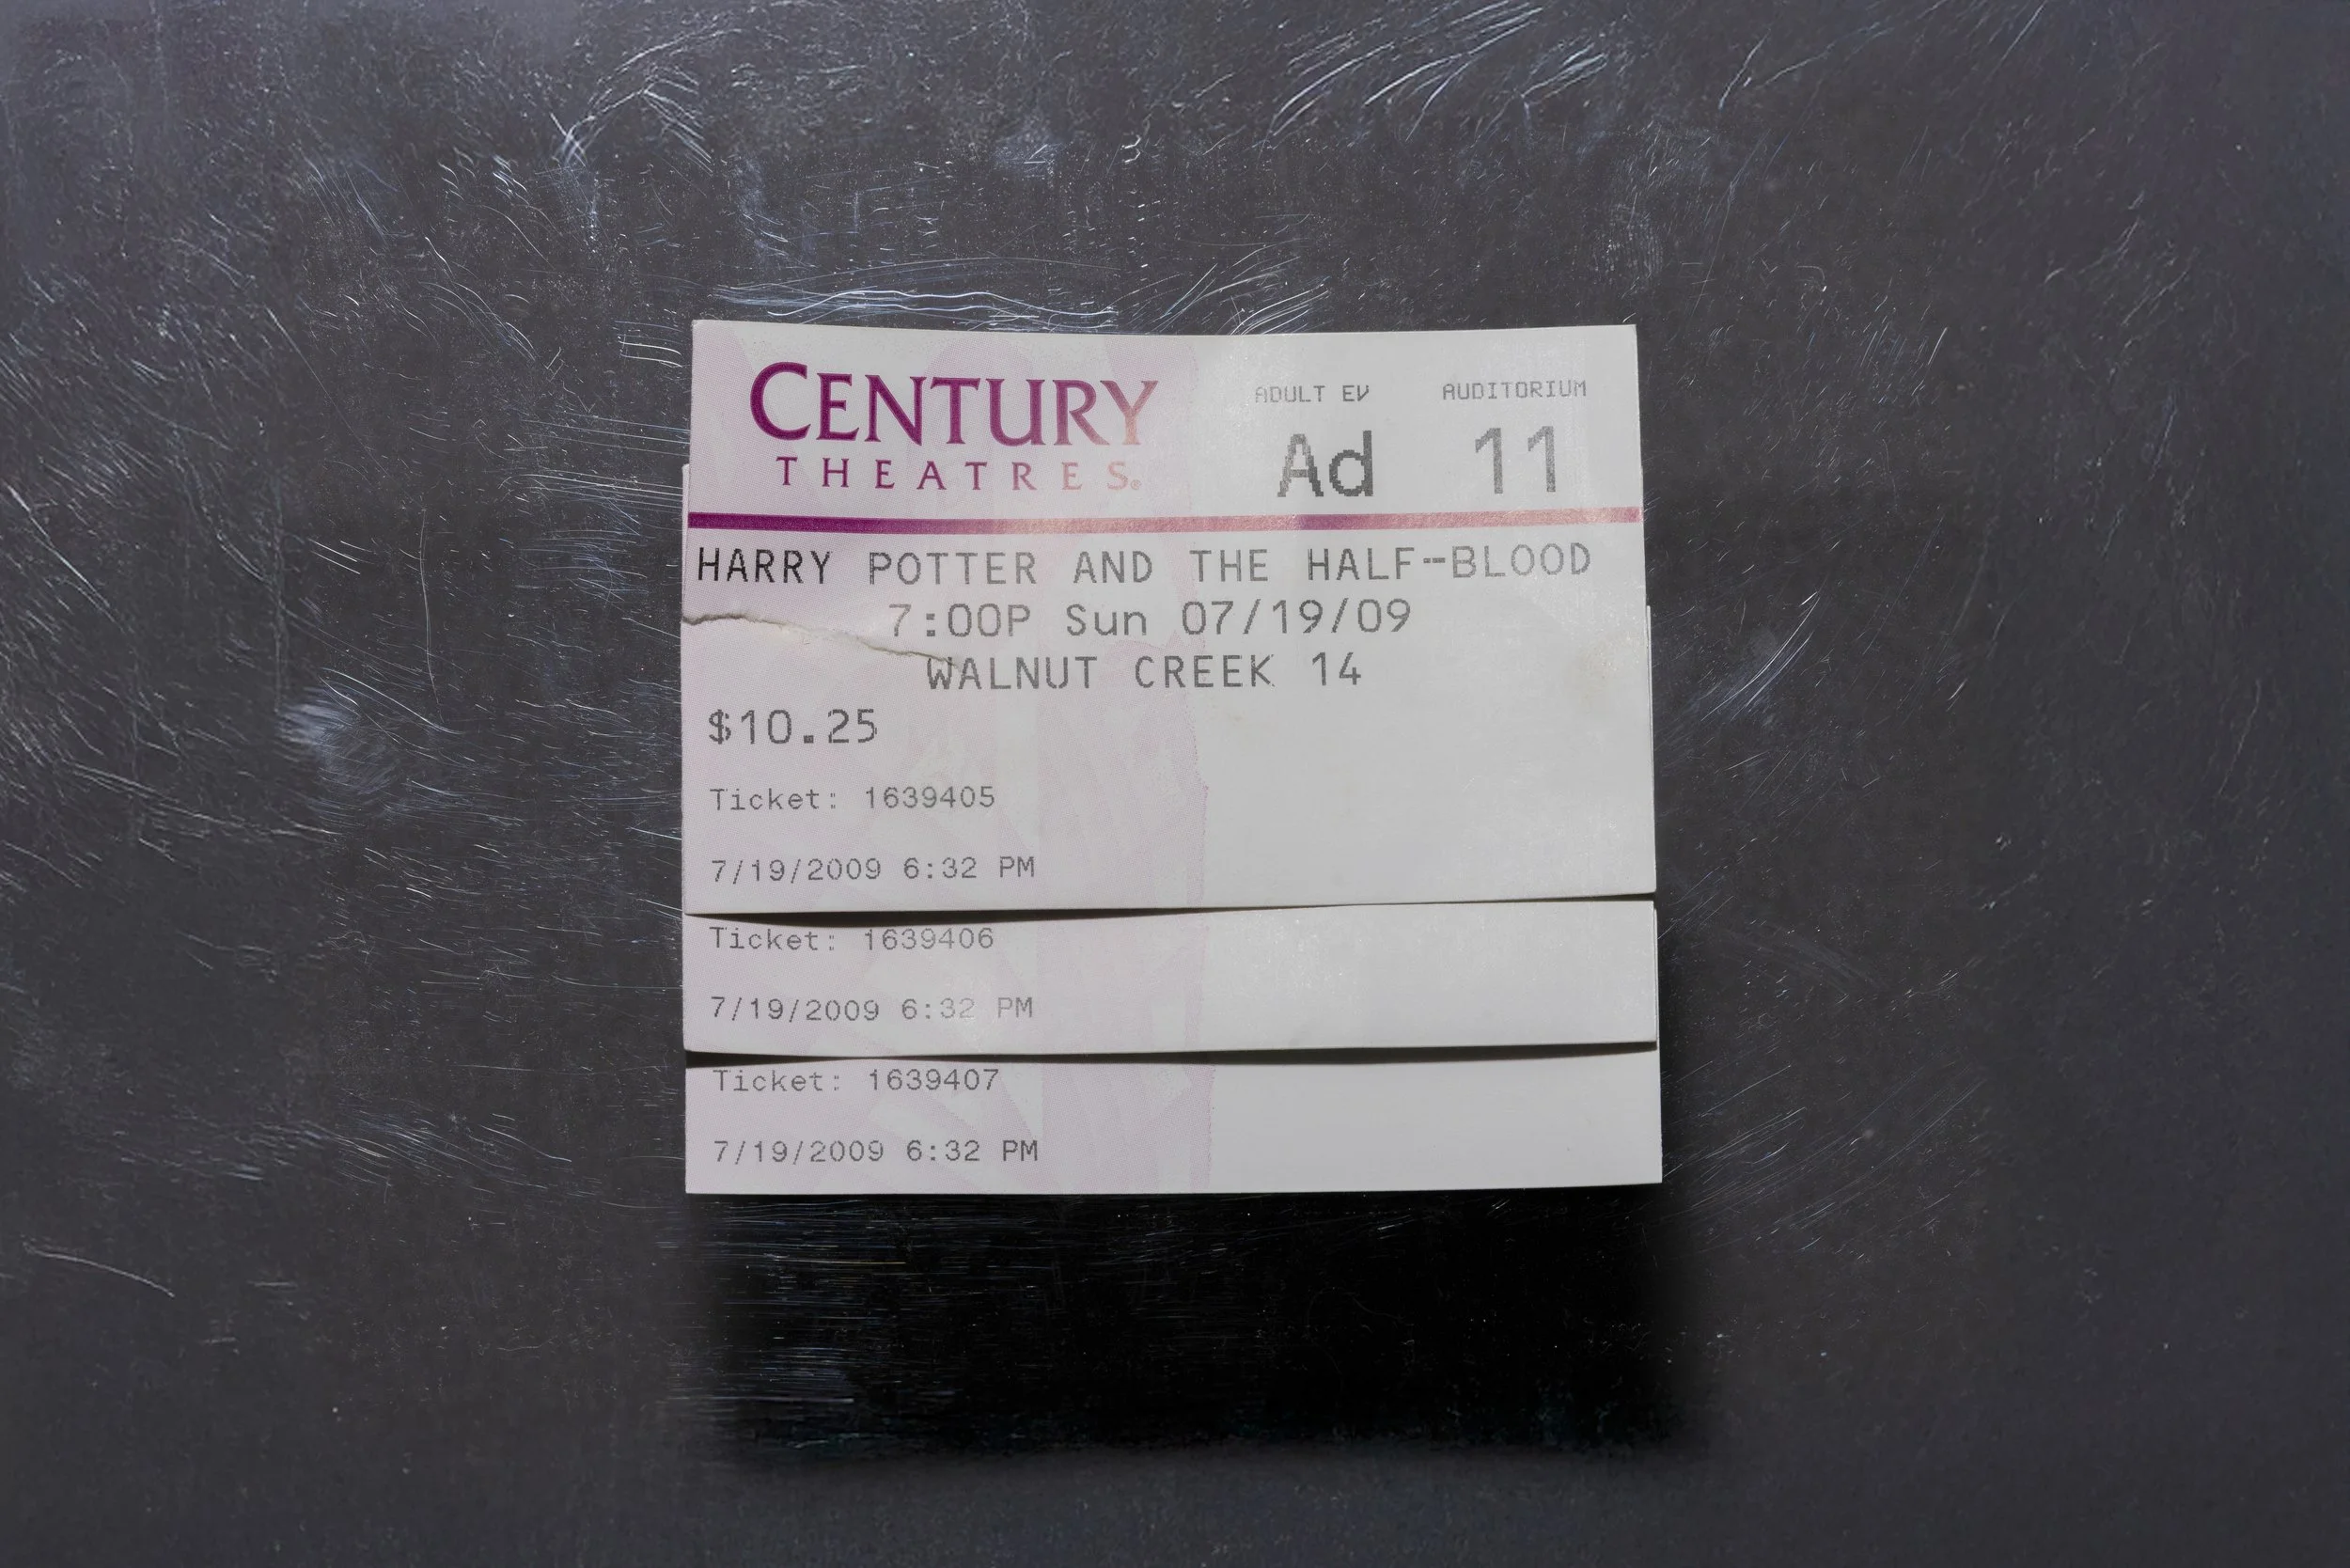 CENTURY
THEATRES®
ADULT EV AUDITORIUM
Ad 11
HARRY POTTER AND THE HALF-BLOOD
7:00P Sun 07/19/09
WALNUT CREEK 14
$10.25
Ticket: 1639405
7/19/2009 6:32 PM
Ticket: 1639406
7/19/2009 6:32 PM
Ticket: 1639407
7/19/2009 6:32 PM